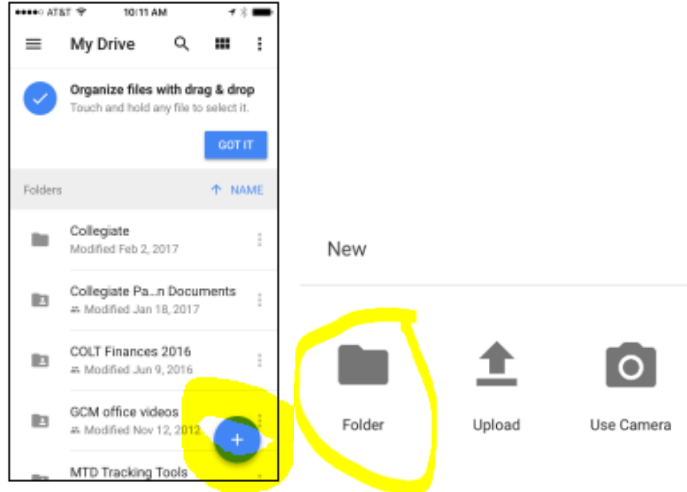 AT&T 10:11 AM
My Drive
Organize files with drag & drop
Touch and hold any file to select it.
GOT IT
Folders
NAME
Collegiate
Modified Feb 2, 2017
Collegiate Pa...n Documents
Modified Jan 18, 2017
COLT Finances 2016
Modified Jun 9, 2016
GCM office videos
Modified Nov 12, 2012
MTD Tracking Tools
New
Folder
Upload
Use Camera